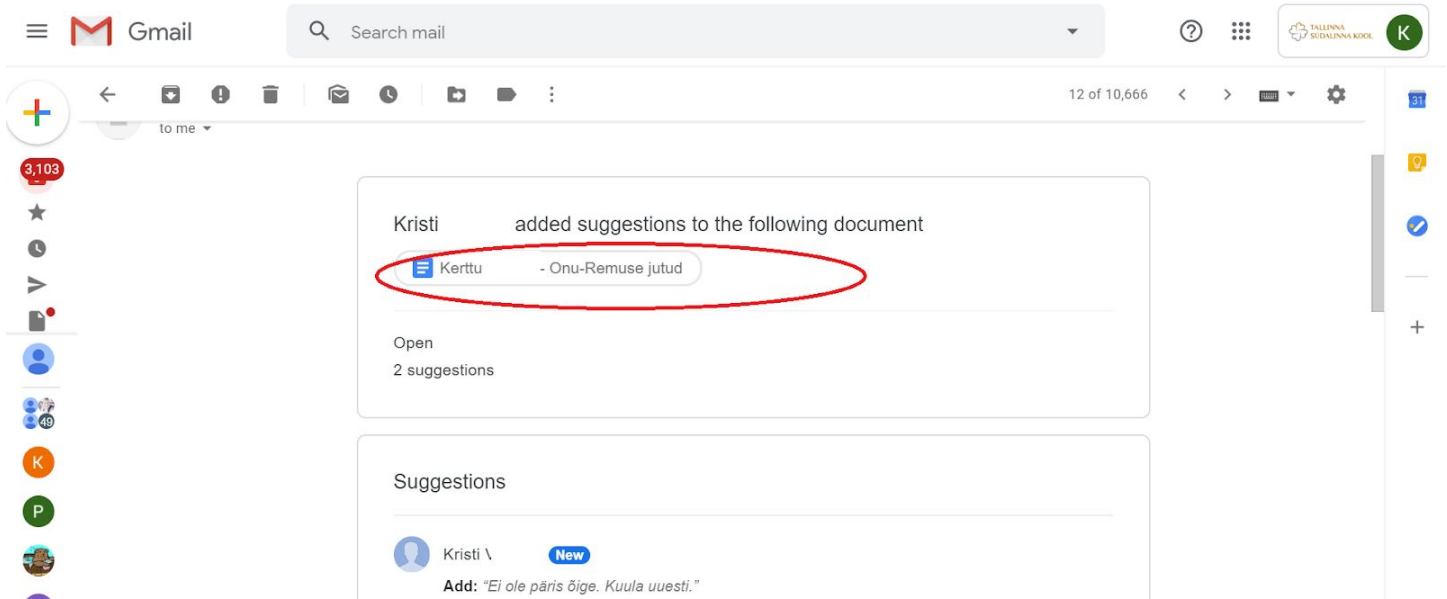 Gmail
Search mail
TALLINNA
SÜDALINNA KOOL
K
12 of 10,666
31
to me
3,103
Kristi added suggestions to the following document
Kerttu - Onu-Remuse jutud
Open
2 suggestions
49
K
P
Suggestions
Kristi \ New
Add: “Ei ole päris õige. Kuula uuesti.”